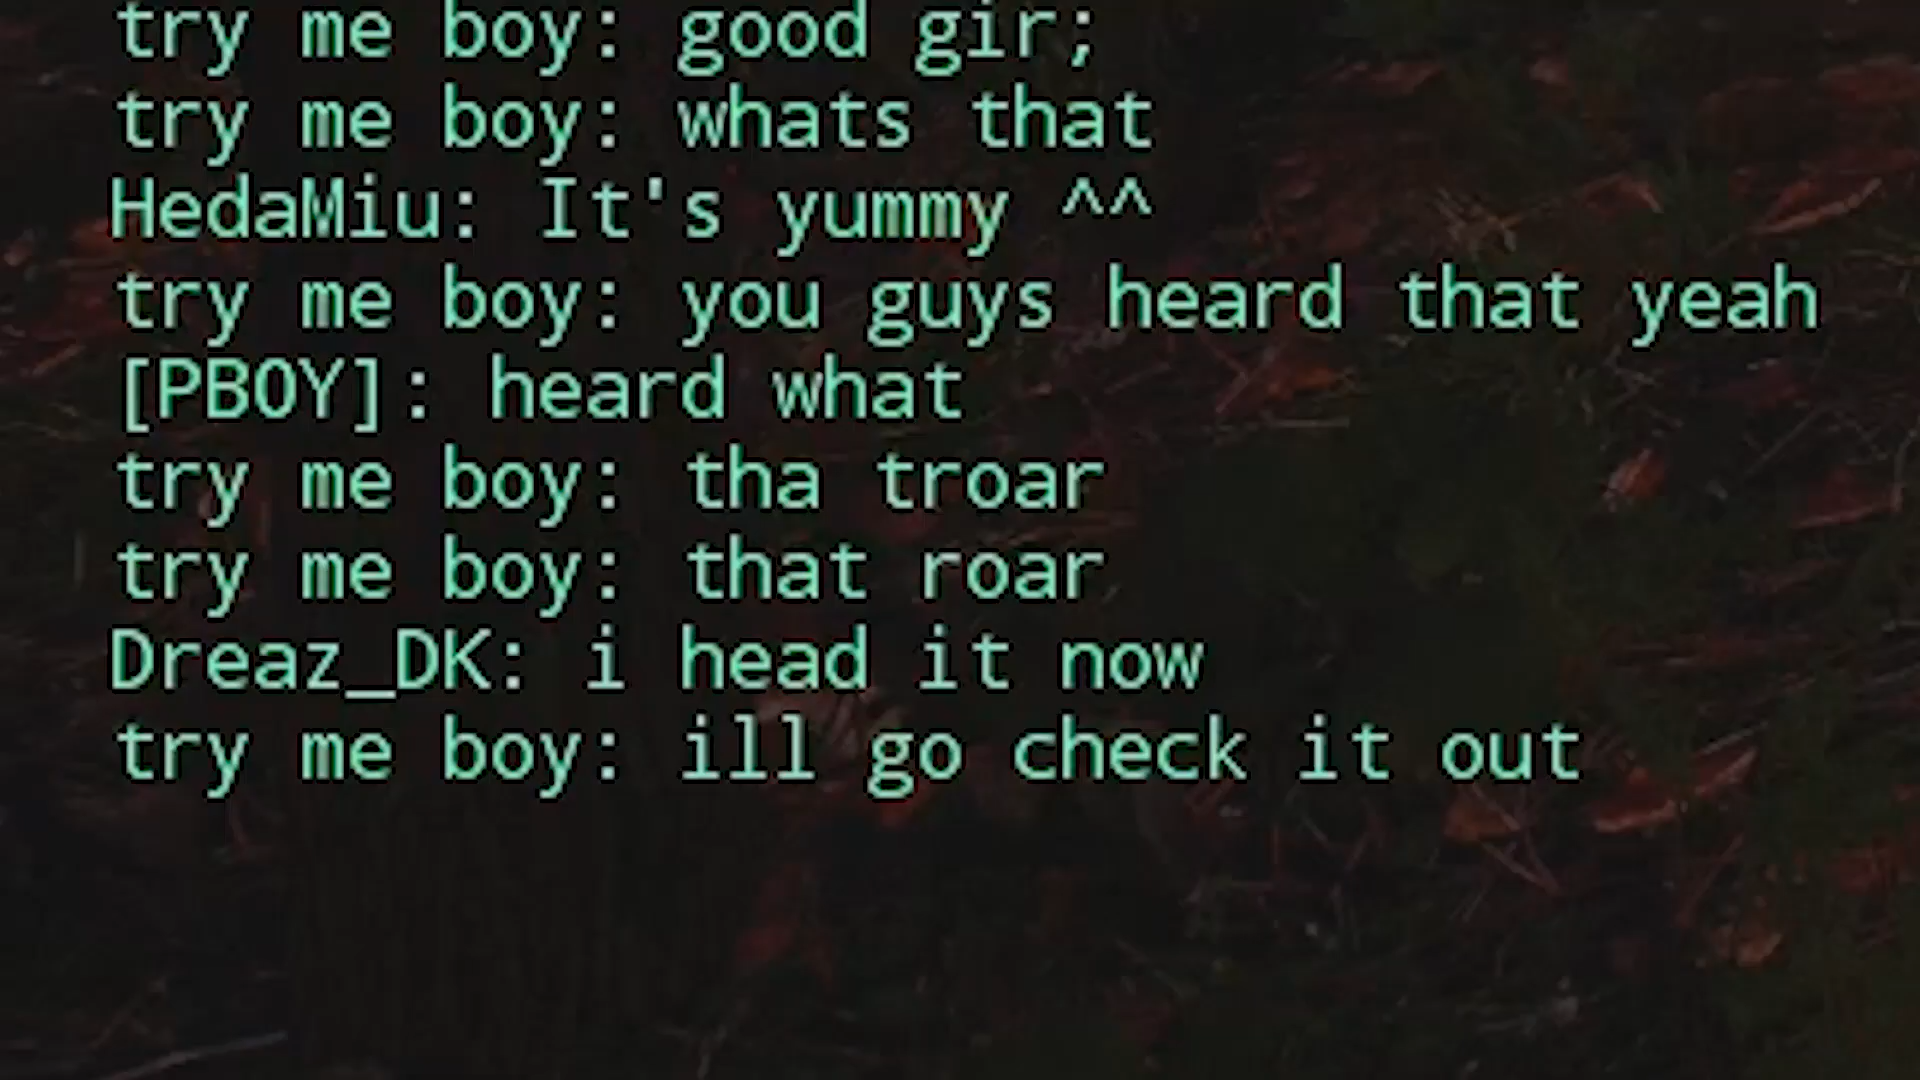 try me boy: good gir;
try me boy: whats that
HedaMiu: It's yummy ^^
try me boy: you guys heard that yeah
[PBOY]: heard what
try me boy: tha troar
try me boy: that roar
Dreaz_DK: i head it now
try me boy: ill go check it out